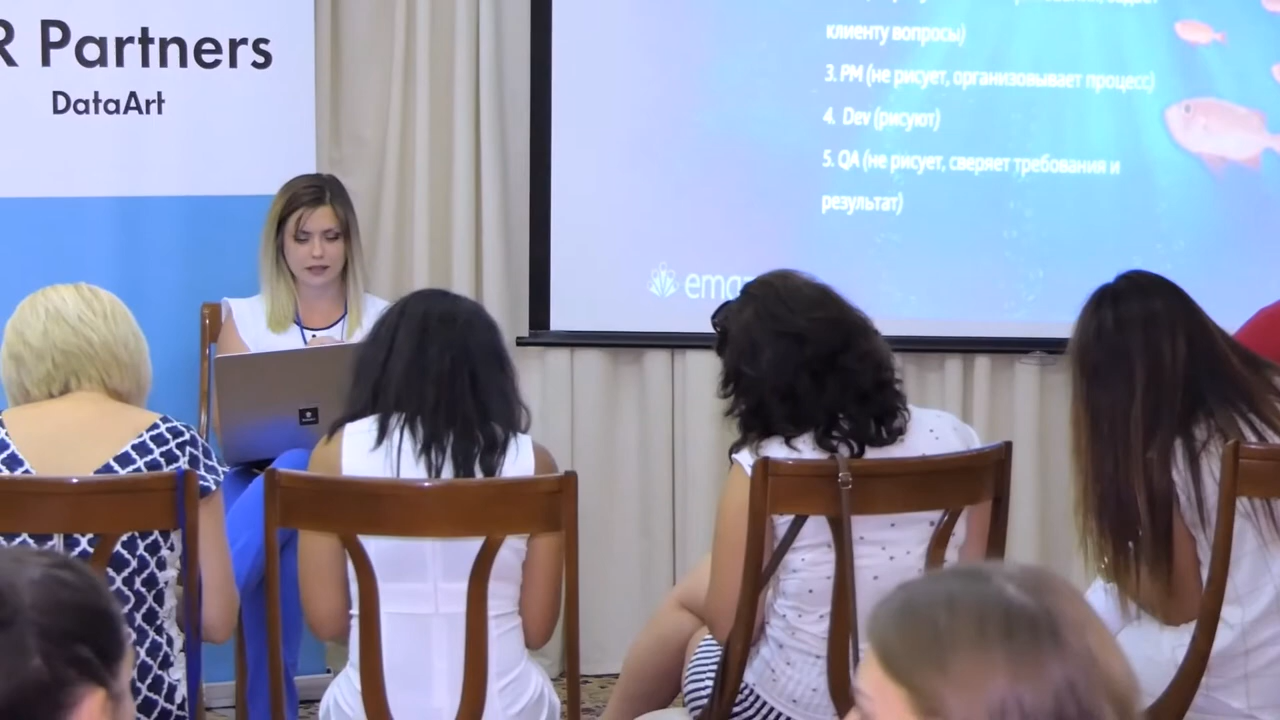 R Partners
DataArt
клиенту вопросы)
3. PM (не рисует, организовывает процесс)
4. Dev (рисуют)
5. QA (не рисует, сверяет требования и
результат)